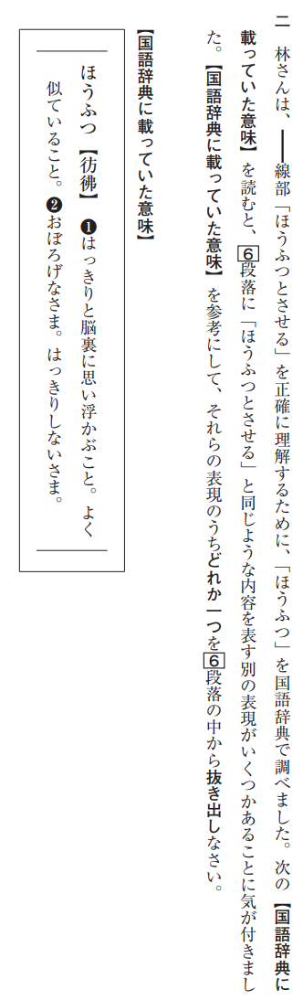 二　林さんは、――線部「ほうふつとさせる」を正確に理解するために、「ほうふつ」を国語辞典で調べました。次の【国語辞典に
載っていた意味】を読むと、6段落に「ほうふつとさせる」と同じような内容を表す別の表現がいくつかあることに気が付きまし
た。【国語辞典に載っていた意味】を参考にして、それらの表現のうちどれか一つを6段落の中から抜き出しなさい。
【国語辞典に載っていた意味】
ほうふつ【彷彿】　❶はっきりと脳裏に思い浮かぶこと。よく
似ていること。❷おぼろげなさま。はっきりしないさま。